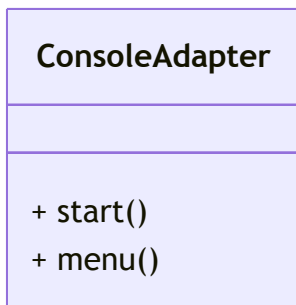 ConsoleAdapter
+ start()
+ menu()